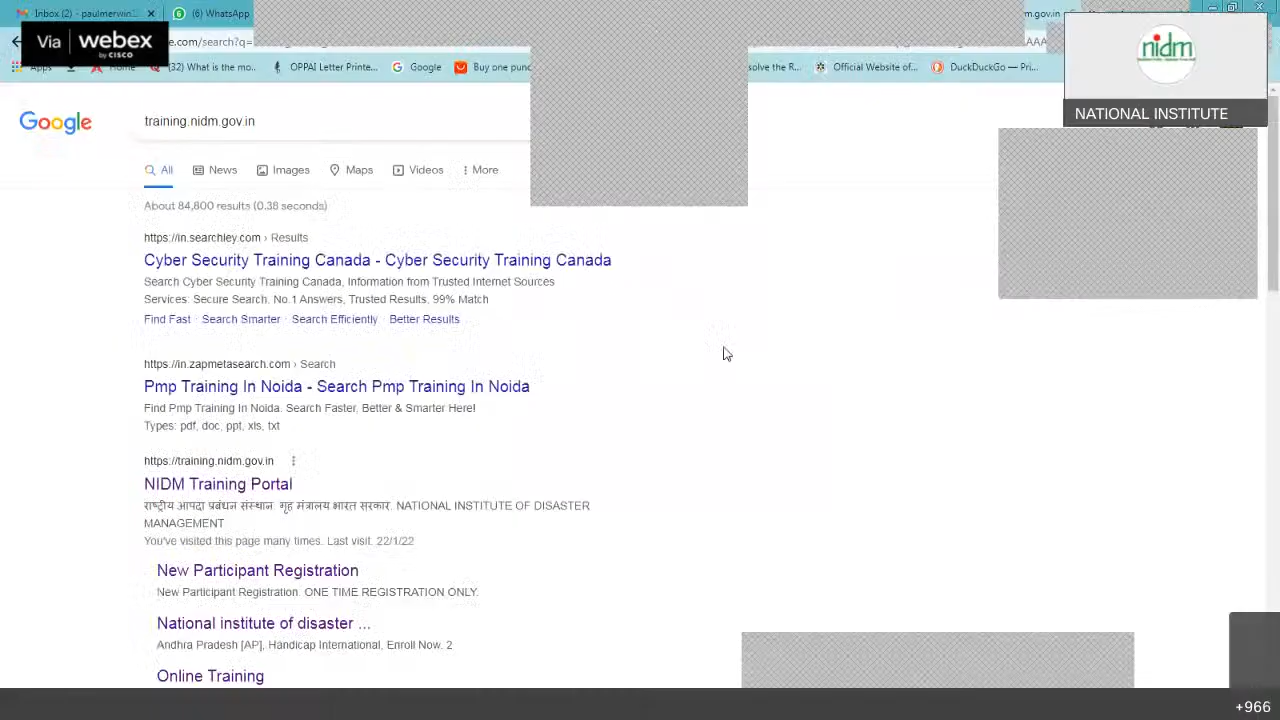 Inbox (2) - paulmerwin
(6) WhatsApp
m.gov.in
Via webex
by CISCO
e.com/search?q=
AAA
Apps
Home
(32) What is the mo...
OPPAI Letter Printe...
Google
Buy one pun
solve the R...
Official Website of...
DuckDuckGo — Pri...
nidm
NATIONAL INSTITUTE
Google
training.nidm.gov.in
All
News
Images
Maps
Videos
More
About 84,800 results (0.38 seconds)
https://in.searchley.com › Results
Cyber Security Training Canada - Cyber Security Training Canada
Search Cyber Security Training Canada, Information from Trusted Internet Sources
Services: Secure Search, No.1 Answers, Trusted Results, 99% Match
Find Fast · Search Smarter · Search Efficiently · Better Results
https://in.zapmetasearch.com › Search
Pmp Training In Noida - Search Pmp Training In Noida
Find Pmp Training In Noida. Search Faster, Better & Smarter Here!
Types: pdf, doc, ppt, xls, txt
https://training.nidm.gov.in
NIDM Training Portal
राष्ट्रीय आपदा प्रबंधन संस्थान. गृह मंत्रालय भारत सरकार. NATIONAL INSTITUTE OF DISASTER
MANAGEMENT
You've visited this page many times. Last visit: 22/1/22
New Participant Registration
New Participant Registration. ONE TIME REGISTRATION ONLY.
National institute of disaster ...
Andhra Pradesh [AP], Handicap International, Enroll Now. 2
Online Training
+966